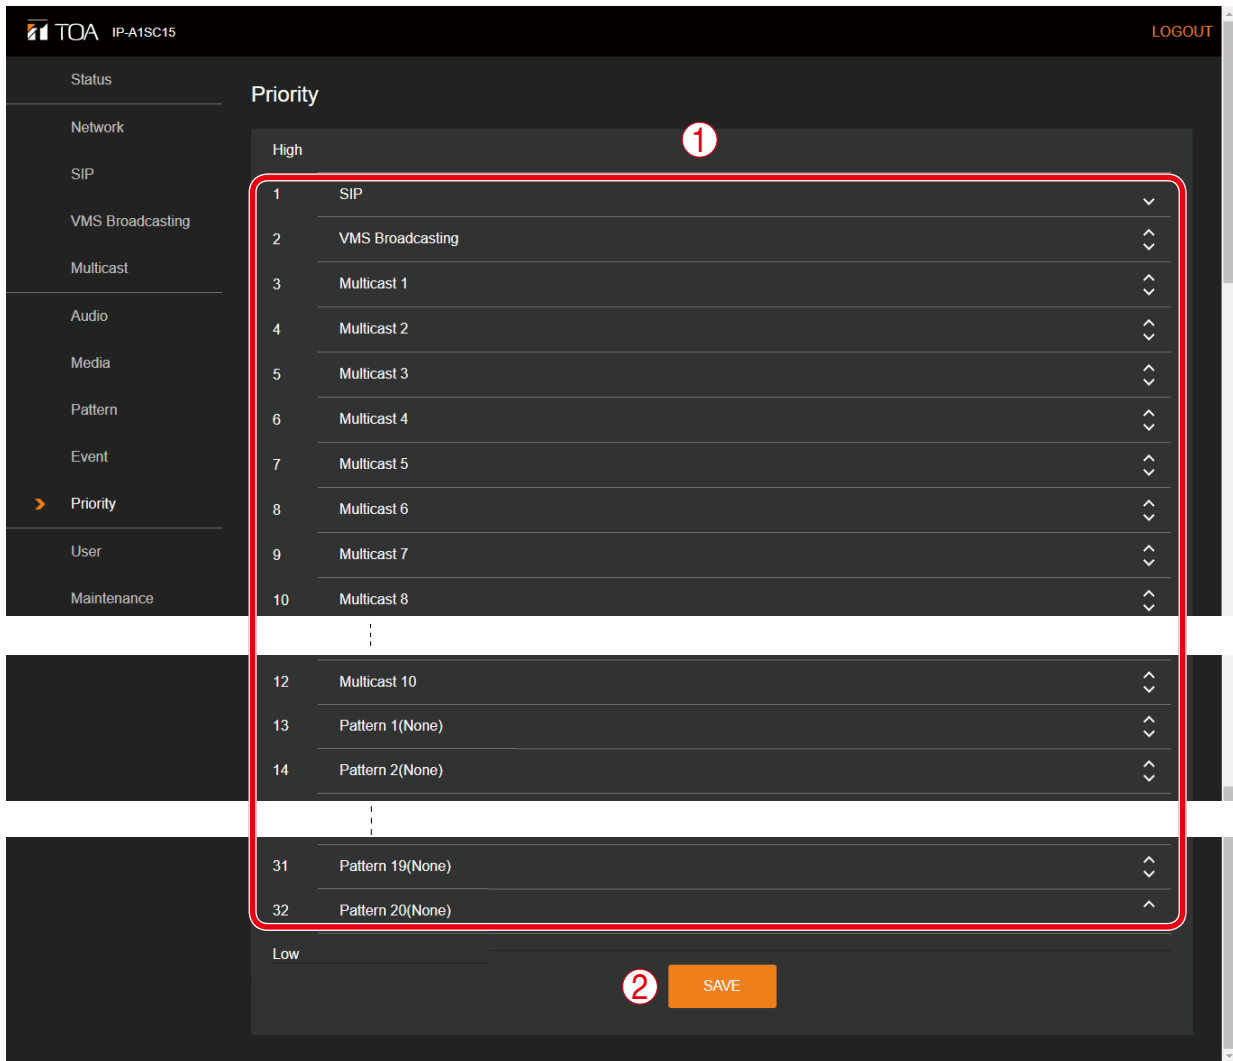 TOA IP-A1SC15
LOGOUT
Status
Network
SIP
VMS Broadcasting
Multicast
Audio
Media
Pattern
Event
Priority
User
Maintenance
Priority
1
High
1 SIP
2 VMS Broadcasting
3 Multicast 1
4 Multicast 2
5 Multicast 3
6 Multicast 4
7 Multicast 5
8 Multicast 6
9 Multicast 7
10 Multicast 8
12 Multicast 10
13 Pattern 1(None)
14 Pattern 2(None)
31 Pattern 19(None)
32 Pattern 20(None)
Low
2 SAVE